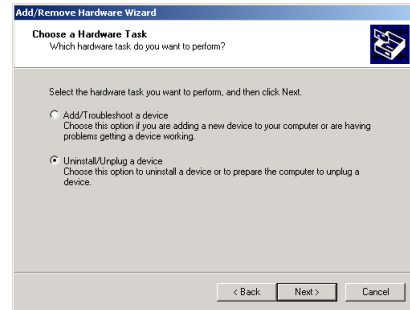 Add/Remove Hardware Wizard
Choose a Hardware Task
Which hardware task do you want to perform?
Select the hardware task you want to perform, and then click Next.
Add/Troubleshoot a device
Choose this option if you are adding a new device to your computer or are having
problems getting a device working.
Uninstall/Unplug a device
Choose this option to uninstall a device or to prepare the computer to unplug a
device.
< Back Next > Cancel